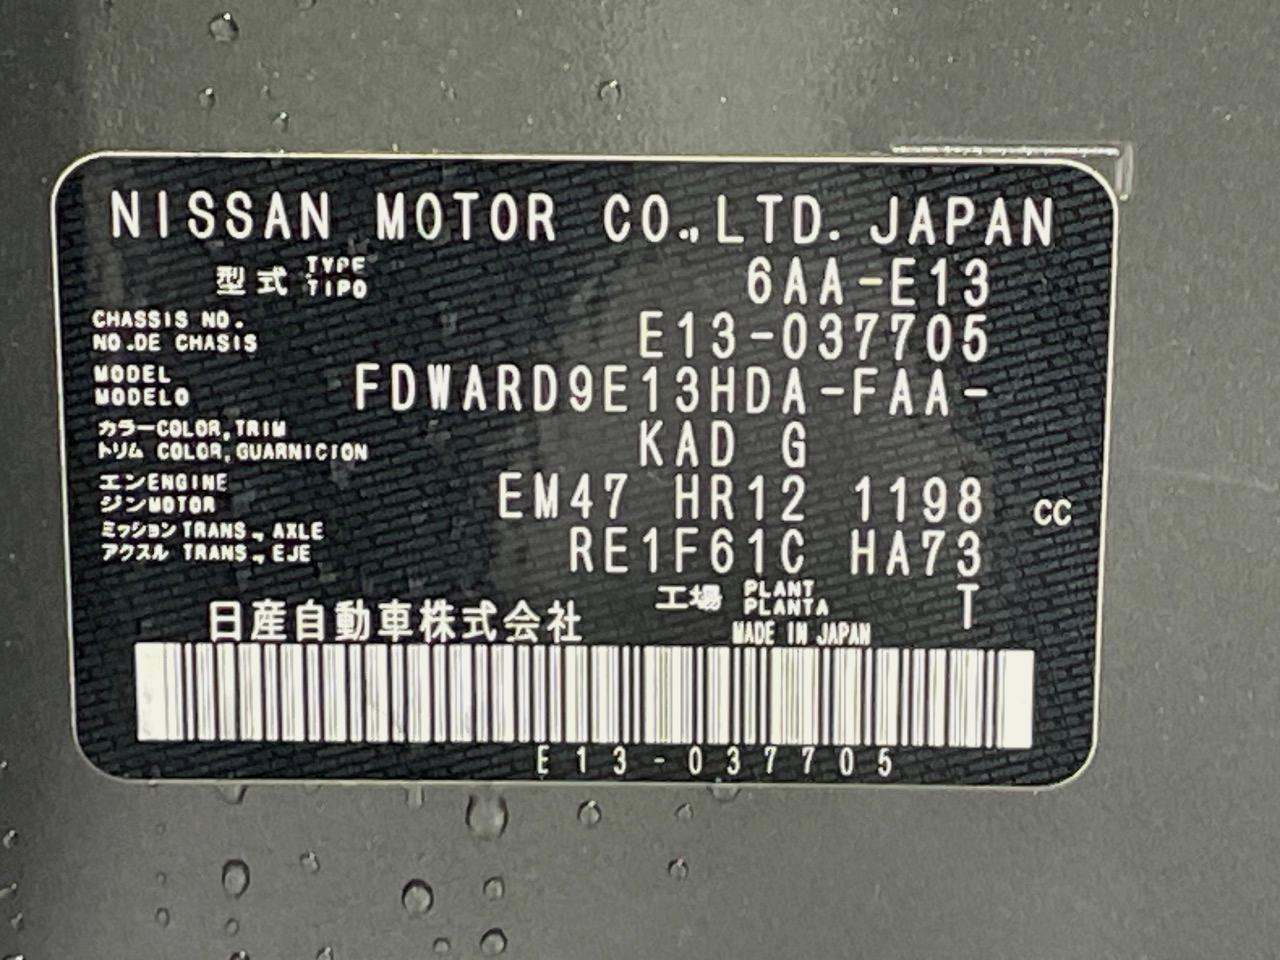 NISSAN MOTOR CO.,LTD. JAPAN
型式 TYPE TIPO 6AA-E13
CHASSIS NO. NO.DE CHASIS E13-037705
MODEL MODELO FDWARD9E13HDA-FAA-
カラー COLOR,TRIM トリム COLOR,GUARNICION KAD G
エン ENGINE ジン MOTOR EM47 HR12 1198 CC
ミッション TRANS., AXLE アクスル TRANS., EJE RE1F61C HA73
工場 PLANT PLANTA T
日産自動車株式会社 MADE IN JAPAN
E13-037705